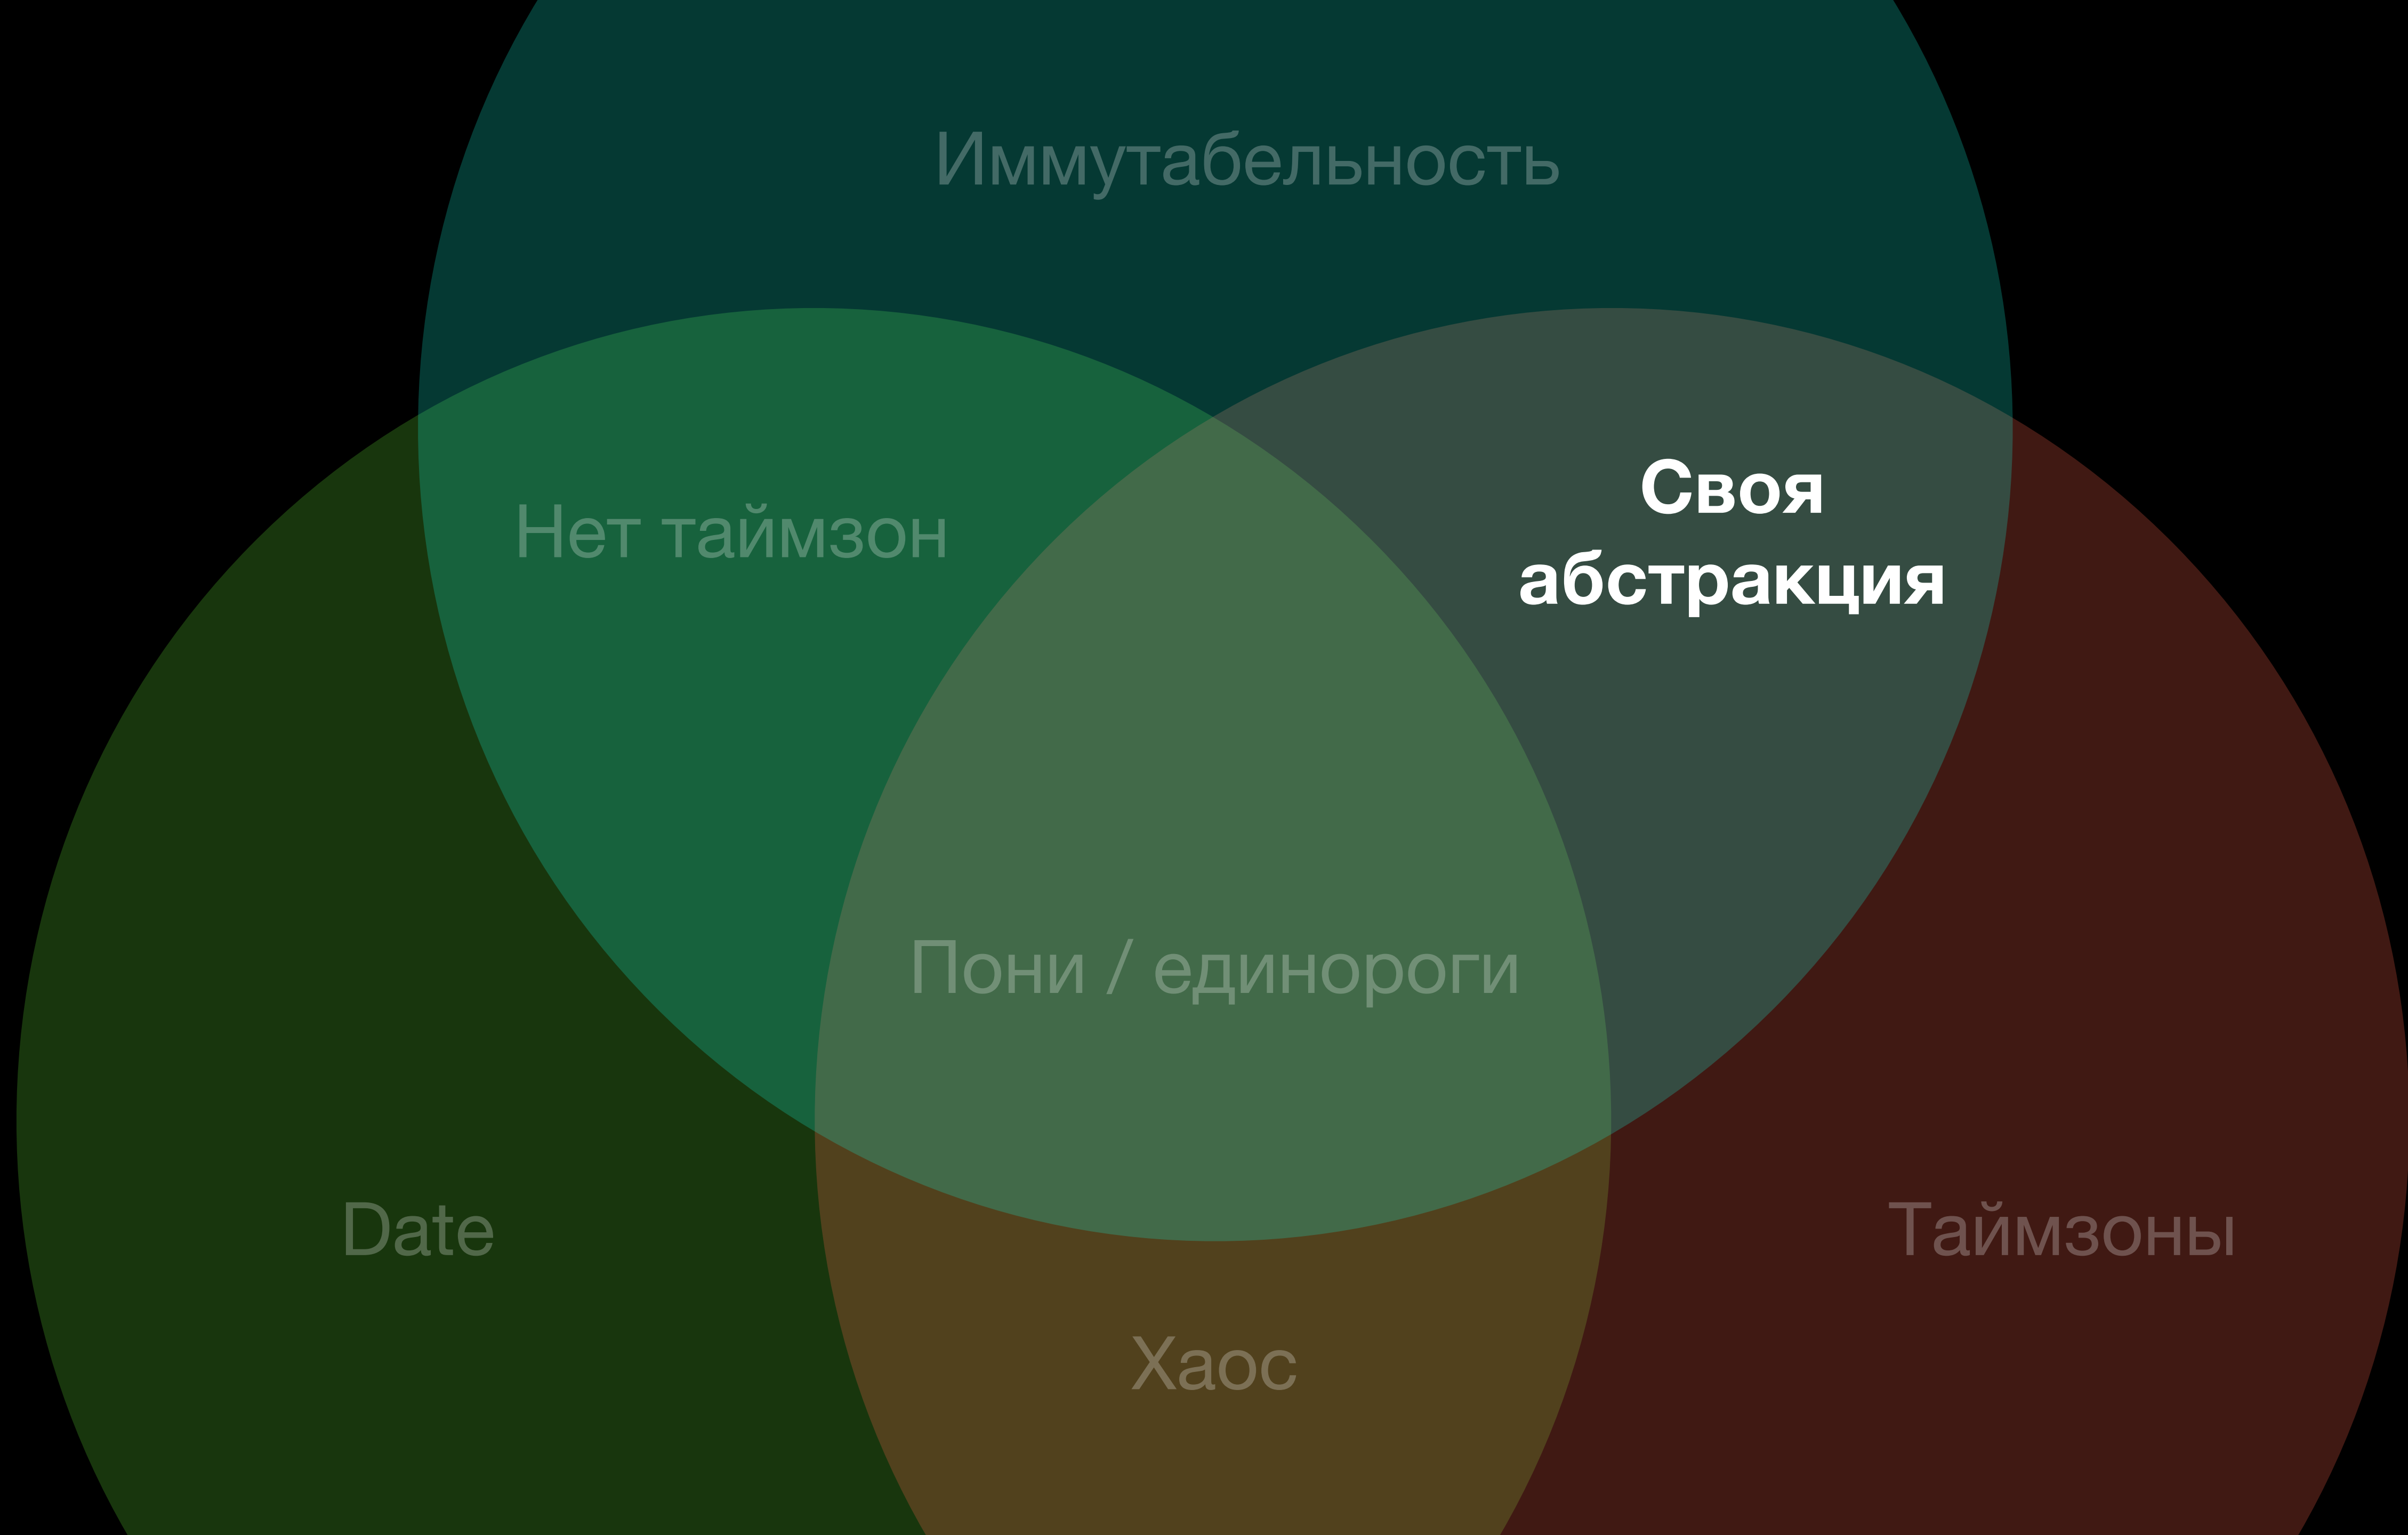 Иммутабельность
Нет таймзон
Своя
абстракция
Пони / единороги
Date
Таймзоны
Хаос